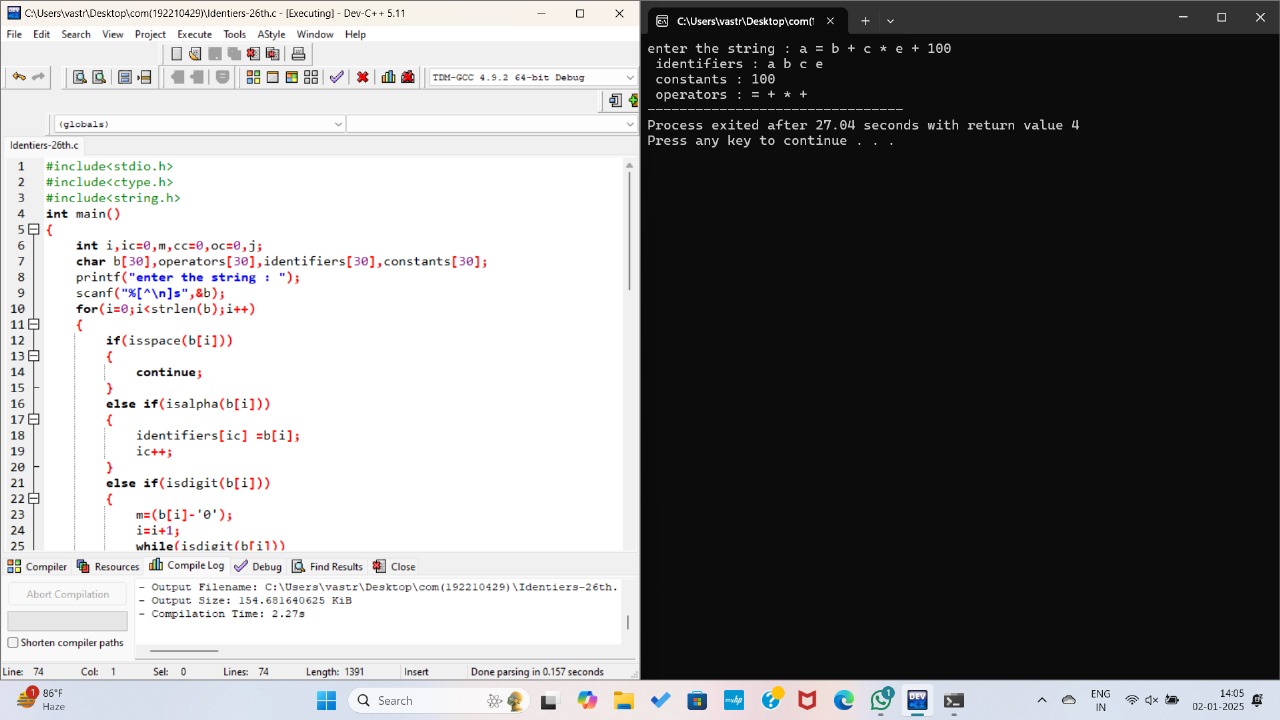 C:\Users\vastr\Desktop\com(192210429)\Identiers-26th.c - [Executing] - Dev-C++ 5.11
File Edit Search View Project Execute Tools AStyle Window Help
TDM-GCC 4.9.2 64-bit Debug
(globals)
Identiers-26th.c
1 #include<stdio.h>
2 #include<ctype.h>
3 #include<string.h>
4 int main()
5 {
6 int i,ic=0,m,cc=0,oc=0,j;
7 char b[30],operators[30],identifiers[30],constants[30];
8 printf("enter the string : ");
9 scanf("%[^\n]s",&b);
10 for(i=0;i<strlen(b);i++)
11 {
12 if(isspace(b[i]))
13 {
14 continue;
15 }
16 else if(isalpha(b[i]))
17 {
18 identifiers[ic] =b[i];
19 ic++;
20 }
21 else if(isdigit(b[i]))
22 {
23 m=(b[i]-'0');
24 i=i+1;
25 while(isdigit(b[i]))
Compiler Resources Compile Log Debug Find Results Close
Abort Compilation
Shorten compiler paths
- Output Filename: C:\Users\vastr\Desktop\com(192210429)\Identiers-26th.
- Output Size: 154.681640625 KiB
- Compilation Time: 2.27s
Line: 74 Col: 1 Sel: 0 Lines: 74 Length: 1391 Insert Done parsing in 0.157 seconds
C:\Users\vastr\Desktop\com(1
enter the string : a = b + c * e + 100
identifiers : a b c e
constants : 100
operators : = + * +
--------------------------------
Process exited after 27.04 seconds with return value 4
Press any key to continue . . .
1
86°F
Haze
Search
hp
DEV
1
ENG
IN
14:05
02-01-2025